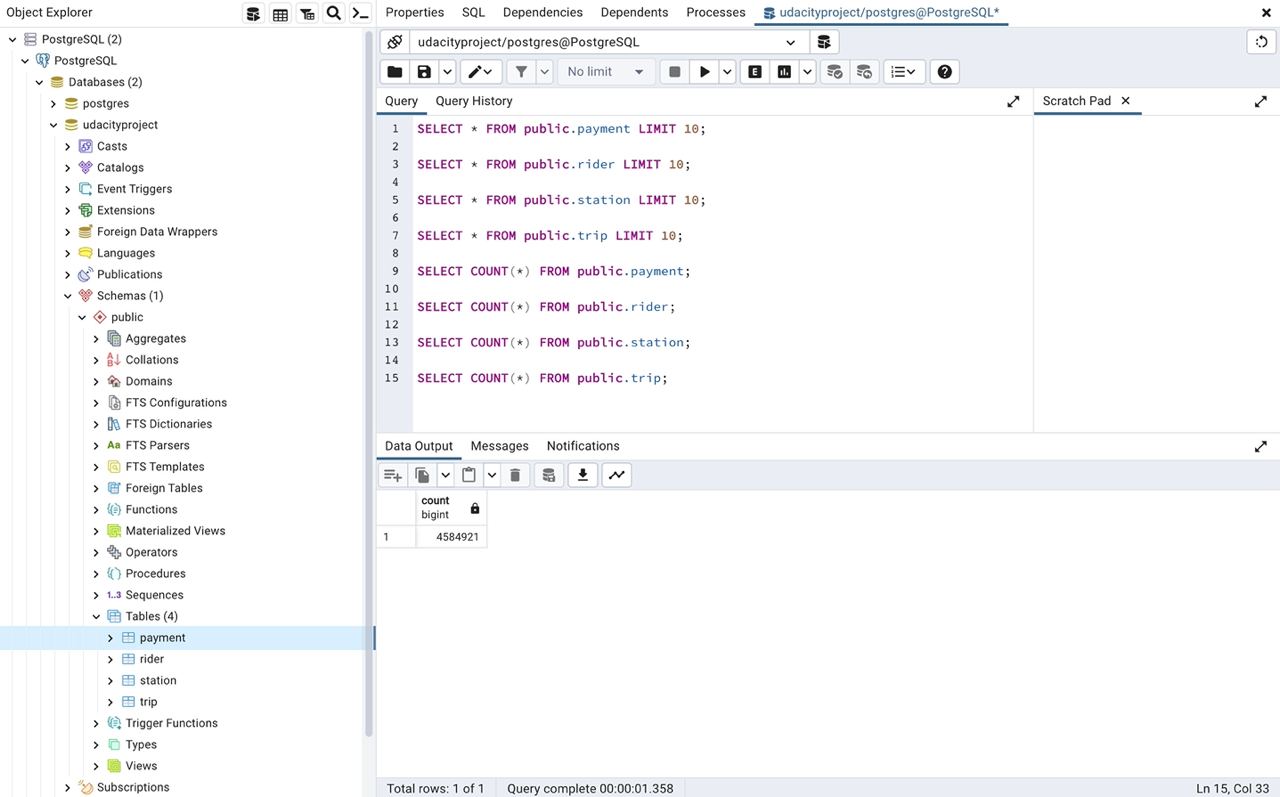 Object Explorer
PostgreSQL (2)
PostgreSQL
Databases (2)
postgres
udacityproject
Casts
Catalogs
Event Triggers
Extensions
Foreign Data Wrappers
Languages
Publications
Schemas (1)
public
Aggregates
Collations
Domains
FTS Configurations
FTS Dictionaries
Aa FTS Parsers
FTS Templates
Foreign Tables
Functions
Materialized Views
Operators
Procedures
1..3 Sequences
Tables (4)
payment
rider
station
trip
Trigger Functions
Types
Views
Subscriptions
Properties SQL Dependencies Dependents Processes udacityproject/postgres@PostgreSQL*
udacityproject/postgres@PostgreSQL
No limit E
Query Query History
Scratch Pad
1 SELECT * FROM public.payment LIMIT 10;
2
3 SELECT * FROM public.rider LIMIT 10;
4
5 SELECT * FROM public.station LIMIT 10;
6
7 SELECT * FROM public.trip LIMIT 10;
8
9 SELECT COUNT(*) FROM public.payment;
10
11 SELECT COUNT(*) FROM public.rider;
12
13 SELECT COUNT(*) FROM public.station;
14
15 SELECT COUNT(*) FROM public.trip;
Data Output Messages Notifications
count
bigint
1 4584921
Total rows: 1 of 1 Query complete 00:00:01.358 Ln 15, Col 33